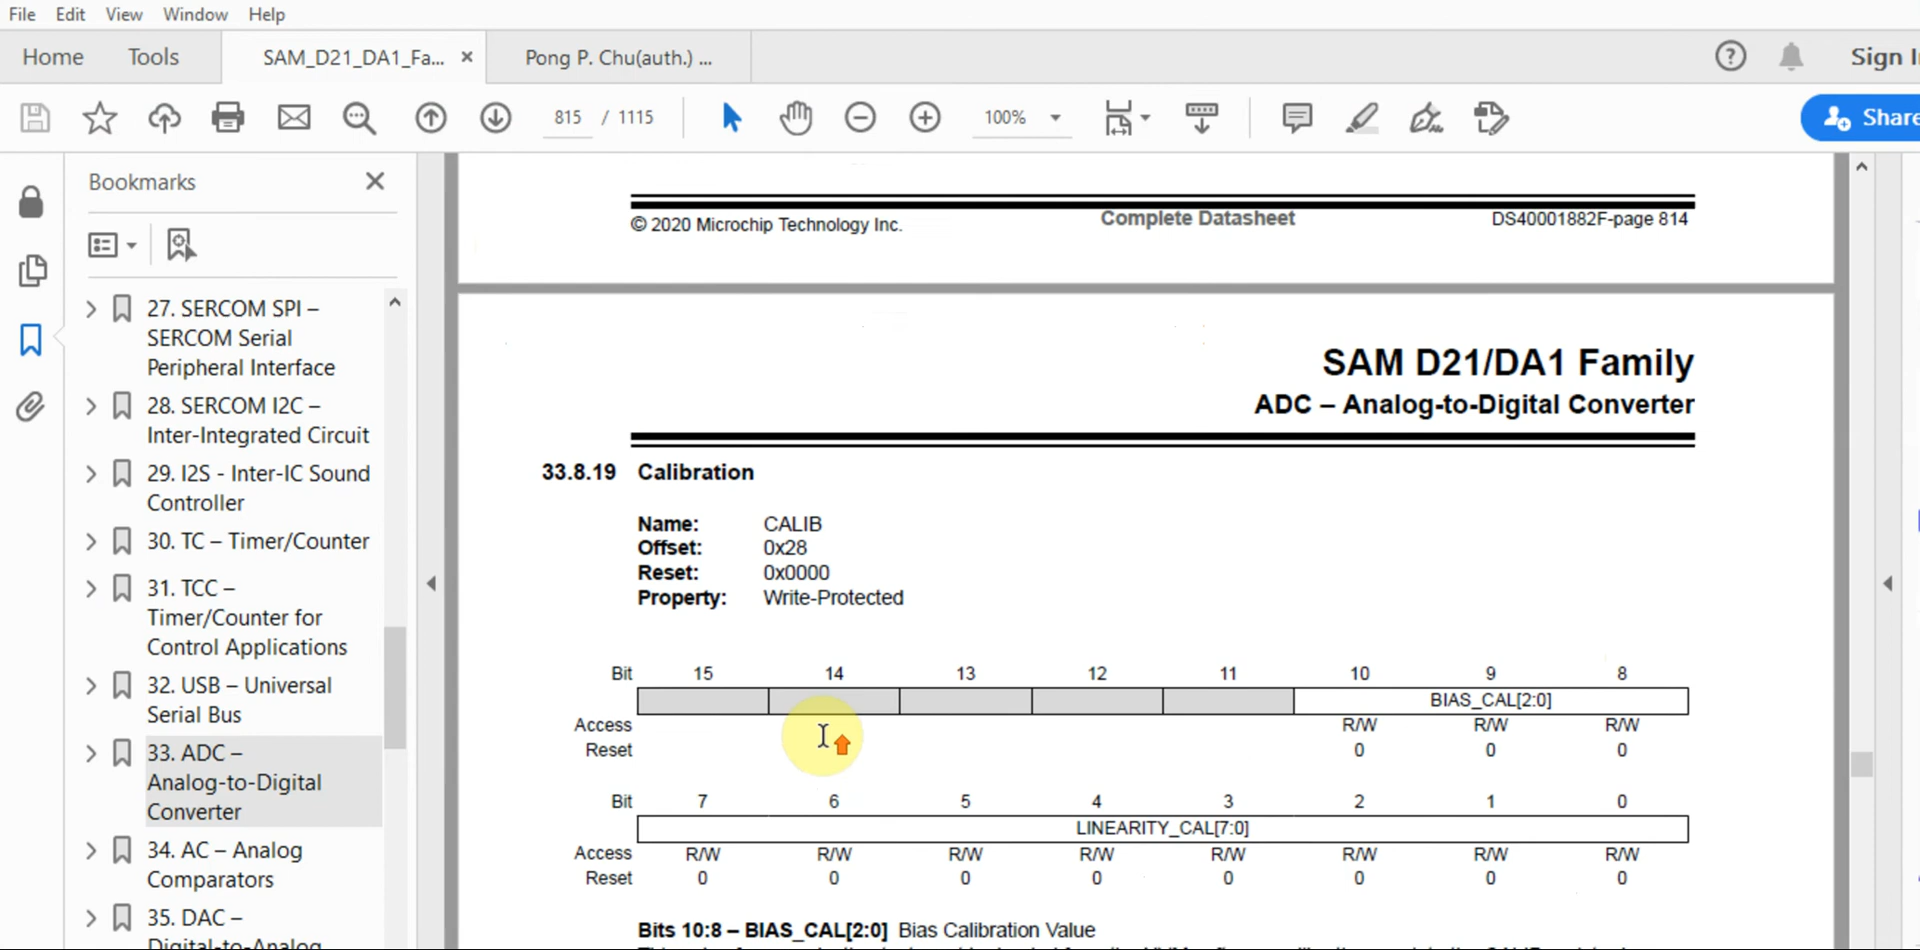 File Edit View Window Help
Home Tools SAM_D21_DA1_Fa... × Pong P. Chu(auth.) ... Sign I
815 / 1115 100% Share
Bookmarks
27. SERCOM SPI –
SERCOM Serial
Peripheral Interface
28. SERCOM I2C –
Inter-Integrated Circuit
29. I2S - Inter-IC Sound
Controller
30. TC – Timer/Counter
31. TCC –
Timer/Counter for
Control Applications
32. USB – Universal
Serial Bus
33. ADC –
Analog-to-Digital
Converter
34. AC – Analog
Comparators
35. DAC –
Digital-to-Analog
© 2020 Microchip Technology Inc. Complete Datasheet DS40001882F-page 814
SAM D21/DA1 Family
ADC – Analog-to-Digital Converter
33.8.19 Calibration
Name: CALIB
Offset: 0x28
Reset: 0x0000
Property: Write-Protected
Bit 15 14 13 12 11 10 9 8
BIAS_CAL[2:0]
Access R/W R/W R/W
Reset 0 0 0
Bit 7 6 5 4 3 2 1 0
LINEARITY_CAL[7:0]
Access R/W R/W R/W R/W R/W R/W R/W R/W
Reset 0 0 0 0 0 0 0 0
Bits 10:8 – BIAS_CAL[2:0] Bias Calibration Value